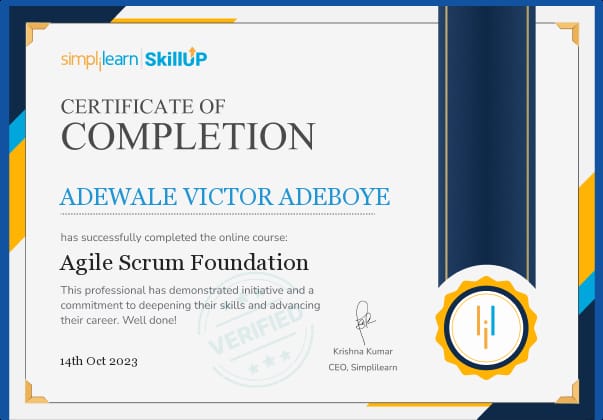 simplilearn | SkillUP
CERTIFICATE OF
COMPLETION
ADEWALE VICTOR ADEBOYE
has successfully completed the online course:
Agile Scrum Foundation
This professional has demonstrated initiative and a
commitment to deepening their skills and advancing
their career. Well done!
VERIFIED
14th Oct 2023
Krishna Kumar
CEO, Simplilearn